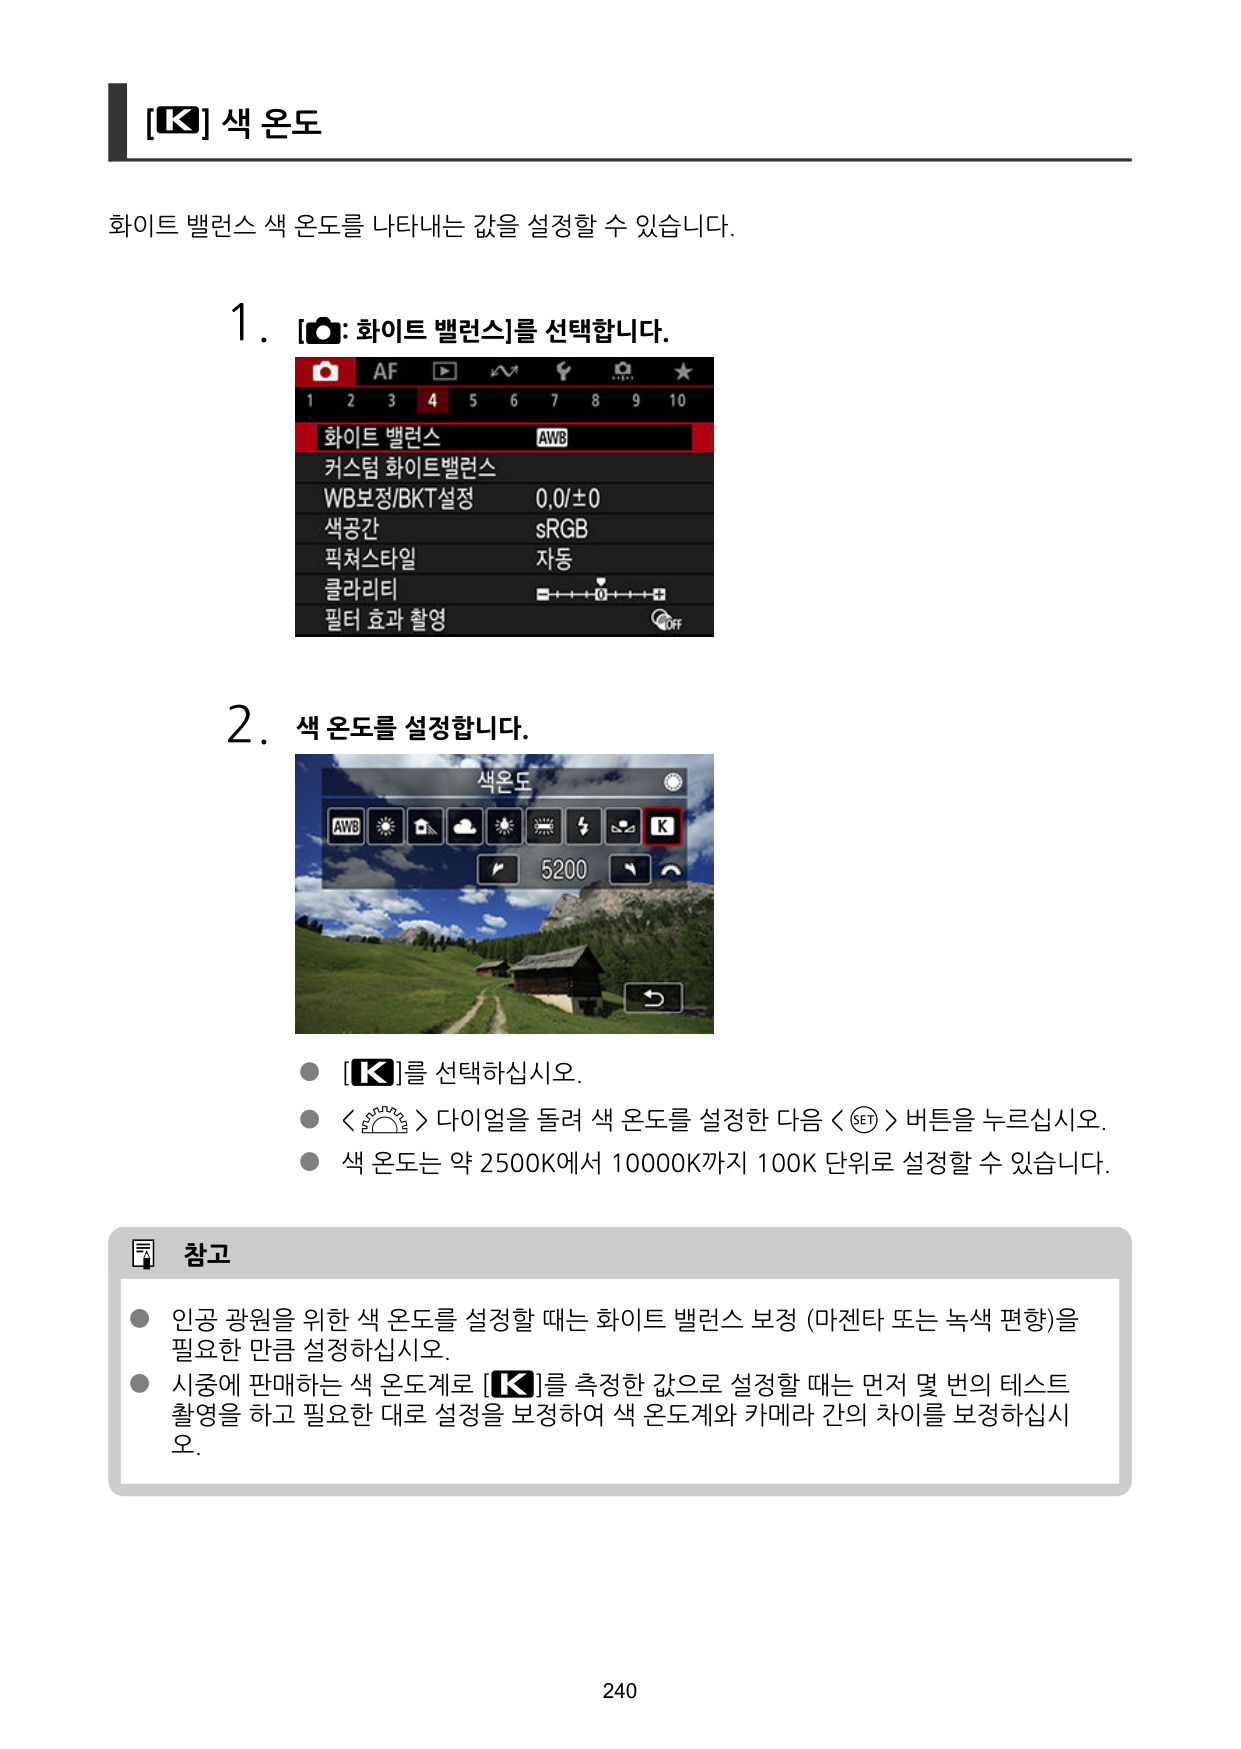 [K] 색 온도
화이트 밸런스 색 온도를 나타내는 값을 설정할 수 있습니다.
1. [: 화이트 밸런스]를 선택합니다.
AF
1 2 3 4 5 6 7 8 9 10
화이트 밸런스 AWB
커스텀 화이트밸런스
WB보정/BKT설정 0,0/±0
색공간 sRGB
픽쳐스타일 자동
클라리티 0
필터 효과 촬영 OFF
2. 색 온도를 설정합니다.
색온도
AWB K
5200
● [K]를 선택하십시오.
● < > 다이얼을 돌려 색 온도를 설정한 다음 < SET > 버튼을 누르십시오.
● 색 온도는 약 2500K에서 10000K까지 100K 단위로 설정할 수 있습니다.
참고
● 인공 광원을 위한 색 온도를 설정할 때는 화이트 밸런스 보정 (마젠타 또는 녹색 편향)을
필요한 만큼 설정하십시오.
● 시중에 판매하는 색 온도계로 [K]를 측정한 값으로 설정할 때는 먼저 몇 번의 테스트
촬영을 하고 필요한 대로 설정을 보정하여 색 온도계와 카메라 간의 차이를 보정하십시
오.
240